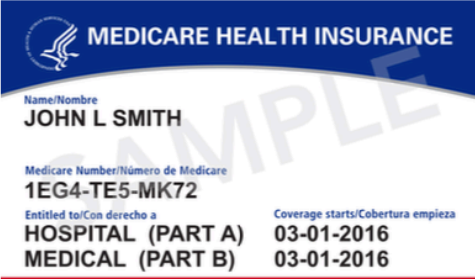 MEDICARE HEALTH INSURANCE
Name/Nombre
JOHN L SMITH
Medicare Number/Número de Medicare
1EG4-TE5-MK72
Entitled to/Con derecho a Coverage starts/Cobertura empieza
HOSPITAL (PART A) 03-01-2016
MEDICAL (PART B) 03-01-2016
SAMPLE